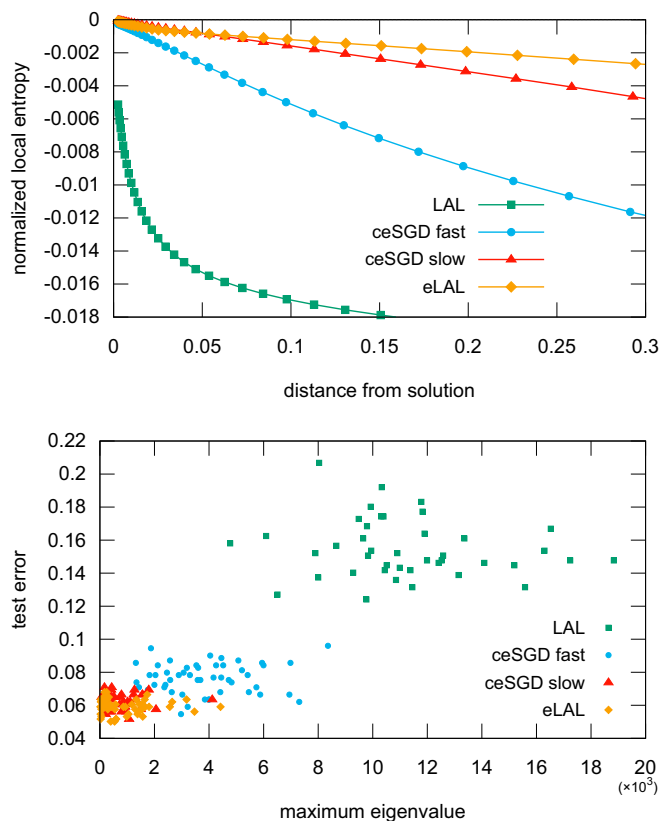 0
-0.002
-0.004
-0.006
-0.008
-0.01
-0.012
-0.014
-0.016
-0.018
normalized local entropy
LAL
ceSGD fast
ceSGD slow
eLAL
0 0.05 0.1 0.15 0.2 0.25 0.3
distance from solution
0.22
0.2
0.18
0.16
0.14
0.12
0.1
0.08
0.06
0.04
test error
LAL
ceSGD fast
ceSGD slow
eLAL
0 2 4 6 8 10 12 14 16 18 20
(×10³)
maximum eigenvalue